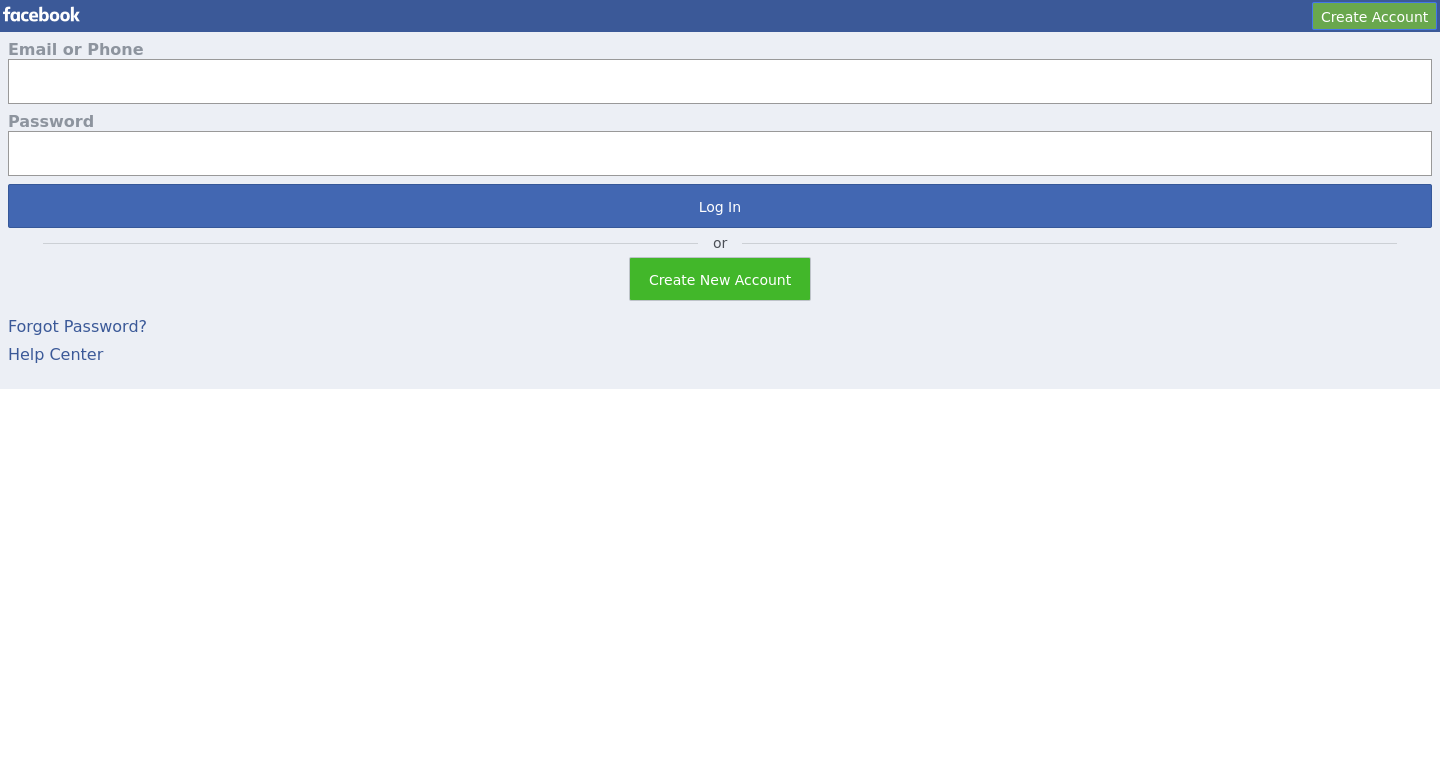 facebook
Create Account
Email or Phone
Password
Log In
or
Create New Account
Forgot Password?
Help Center